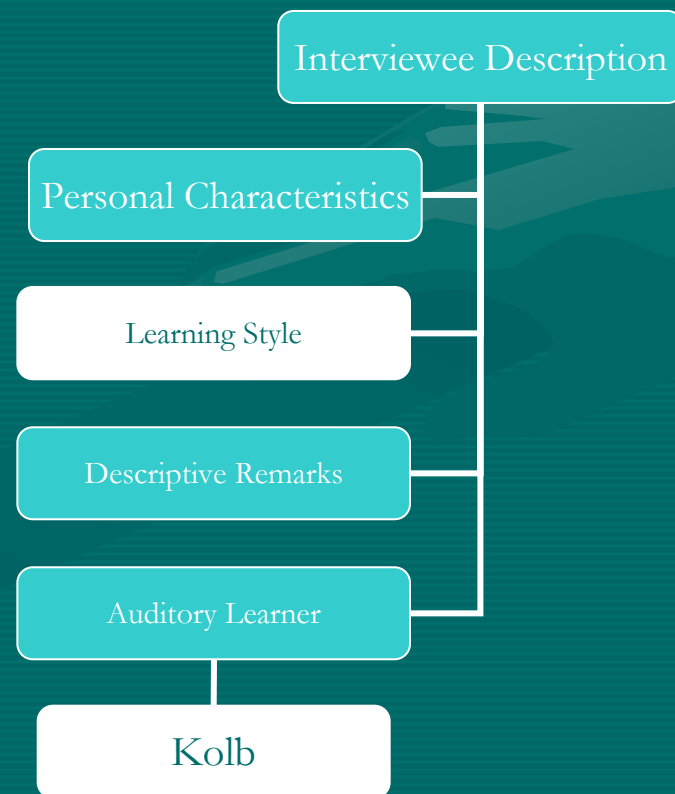 Interviewee Description
Personal Characteristics
Learning Style
Descriptive Remarks
Auditory Learner
Kolb